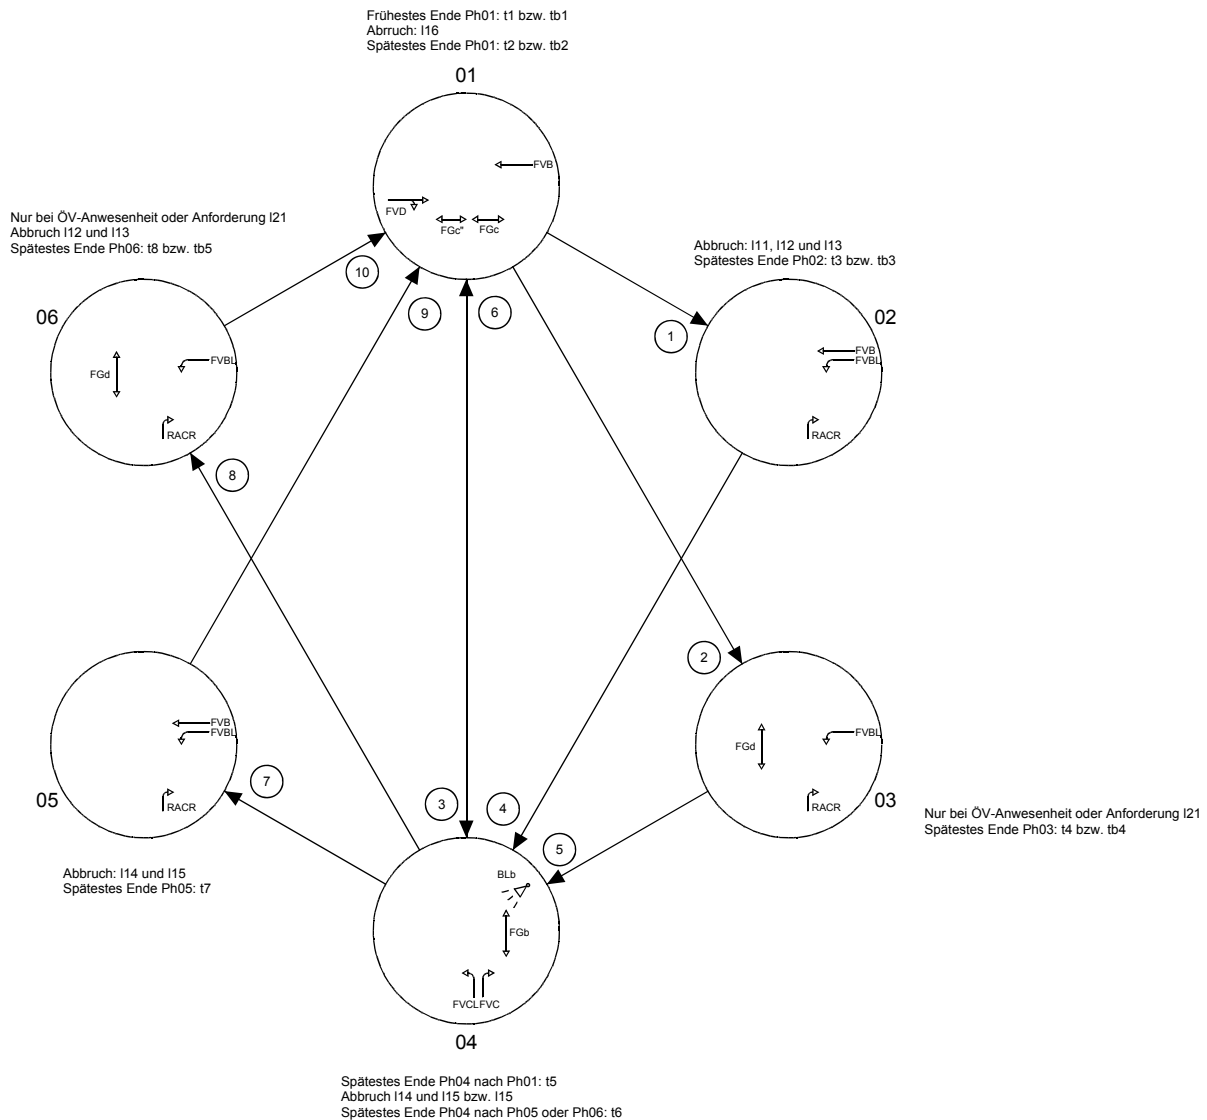 Frühestes Ende Ph01: t1 bzw. tb1
Abrruch: I16
Spätestes Ende Ph01: t2 bzw. tb2
01
FVB
FVD
FGc" FGc
Nur bei ÖV-Anwesenheit oder Anforderung I21
Abbruch I12 und I13
Spätestes Ende Ph06: t8 bzw. tb5
10
9
6
Abbruch: I11, I12 und I13
Spätestes Ende Ph02: t3 bzw. tb3
1
06
FGd
FVBL
RACR
02
FVB
FVBL
RACR
8
2
05
FVB
FVBL
RACR
7
FGd
FVBL
RACR
03
3
4
5
Nur bei ÖV-Anwesenheit oder Anforderung I21
Spätestes Ende Ph03: t4 bzw. tb4
Abbruch: I14 und I15
Spätestes Ende Ph05: t7
BLb
FGb
FVCL FVC
04
Spätestes Ende Ph04 nach Ph01: t5
Abbruch I14 und I15 bzw. I15
Spätestes Ende Ph04 nach Ph05 oder Ph06: t6